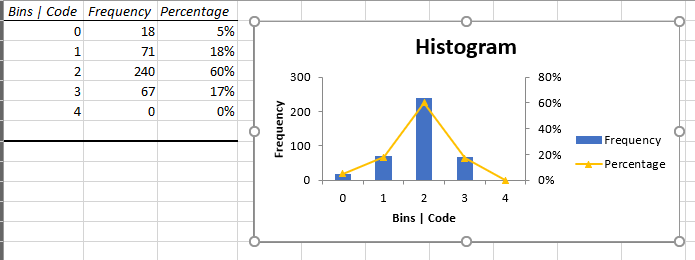 Bins | Code Frequency Percentage
0 18 5%
1 71 18%
2 240 60%
3 67 17%
4 0 0%
Histogram
300 80%
60%
200
40%
100
20%
0 0%
Frequency
0 1 2 3 4
Bins | Code
Frequency
Percentage